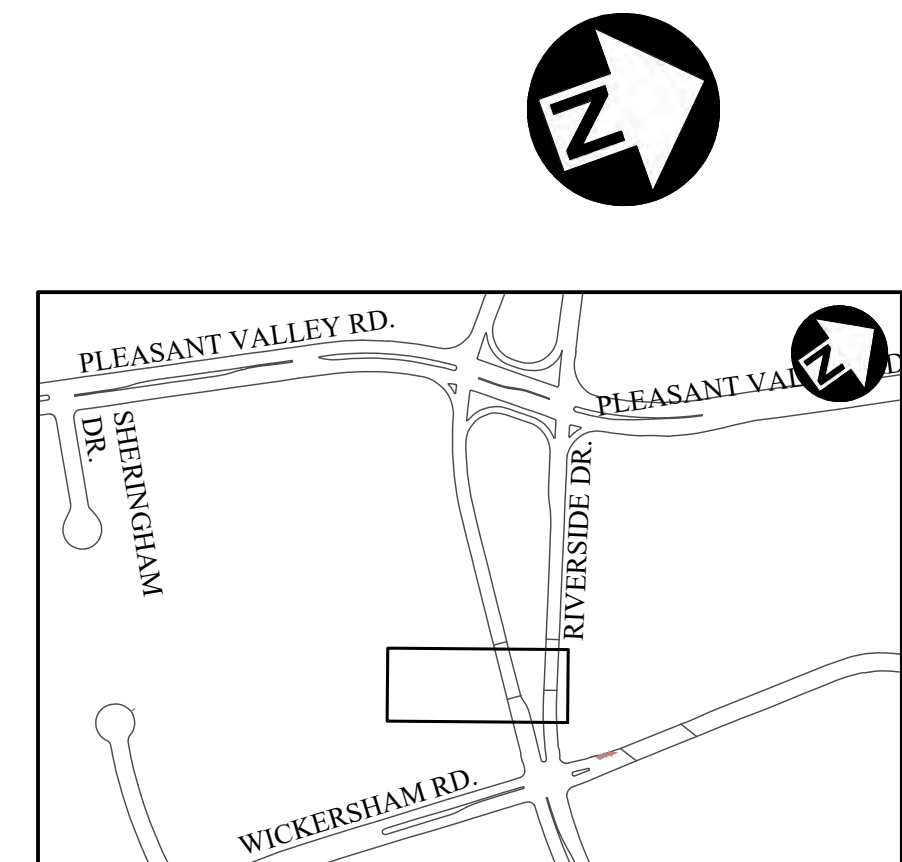 N
PLEASANT VALLEY RD.
N
PLEASANT VAL D
SHERINGHAM
DR.
RIVERSIDE DR.
WICKERSHAM RD.